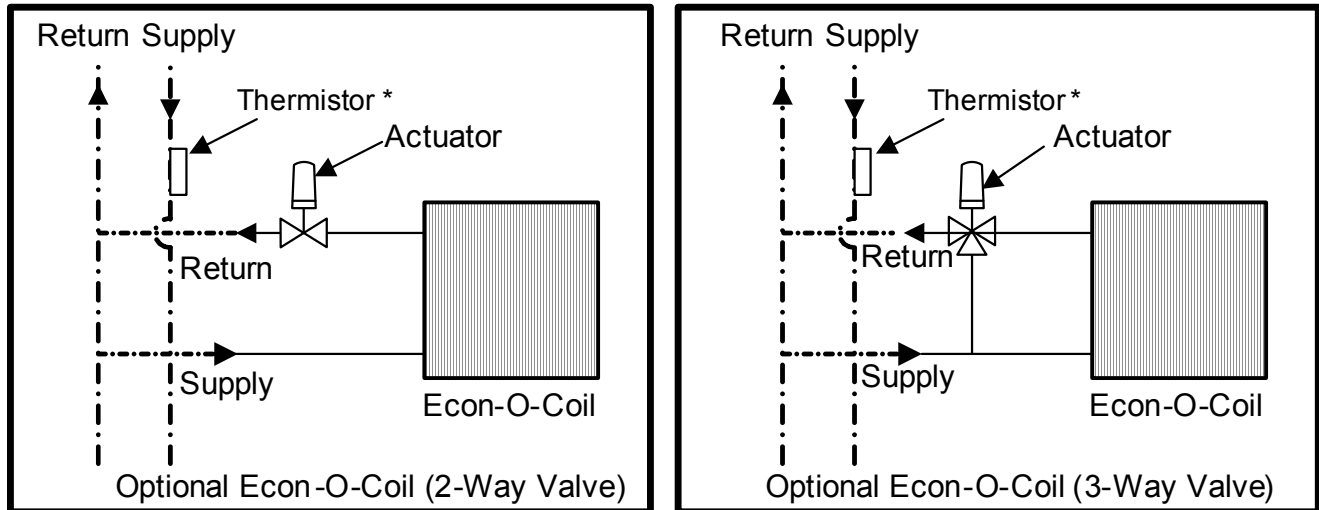 Return Supply
Thermistor *
Actuator
Return
Supply
Econ-O-Coil
Optional Econ-O-Coil (2-Way Valve)
Return Supply
Thermistor *
Actuator
Return
Supply
Econ-O-Coil
Optional Econ-O-Coil (3-Way Valve)